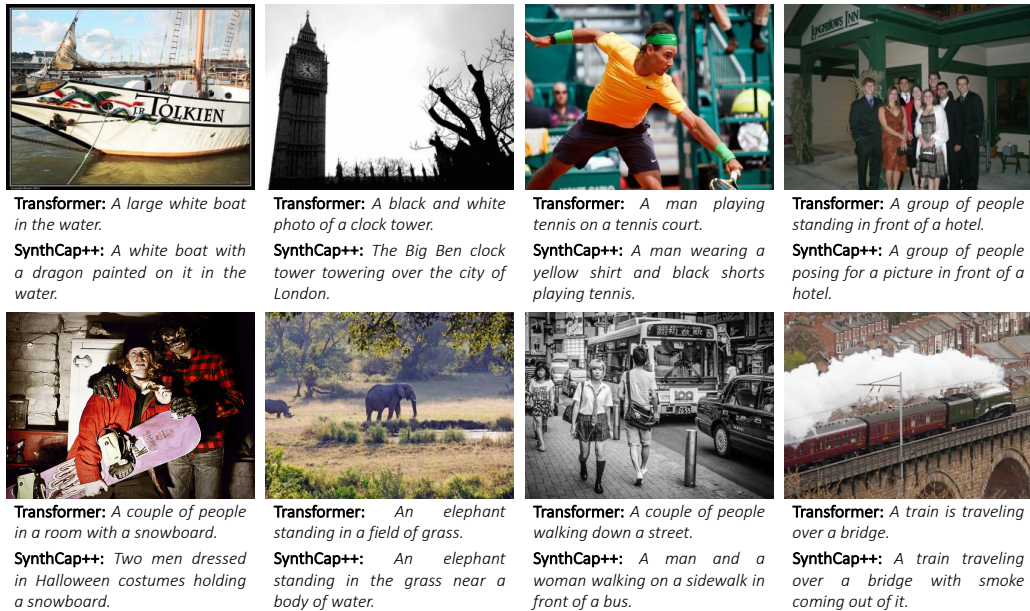 J.R. TOLKIEN
LONGHORNS INN
Transformer: A large white boat
in the water.
SynthCap++: A white boat with
a dragon painted on it in the
water.
Transformer: A black and white
photo of a clock tower.
SynthCap++: The Big Ben clock
tower towering over the city of
London.
Transformer: A man playing
tennis on a tennis court.
SynthCap++: A man wearing a
yellow shirt and black shorts
playing tennis.
Transformer: A group of people
standing in front of a hotel.
SynthCap++: A group of people
posing for a picture in front of a
hotel.
Transformer: A couple of people
in a room with a snowboard.
SynthCap++: Two men dressed
in Halloween costumes holding
a snowboard.
Transformer: An elephant
standing in a field of grass.
SynthCap++: An elephant
standing in the grass near a
body of water.
Transformer: A couple of people
walking down a street.
SynthCap++: A man and a
woman walking on a sidewalk in
front of a bus.
Transformer: A train is traveling
over a bridge.
SynthCap++: A train traveling
over a bridge with smoke
coming out of it.